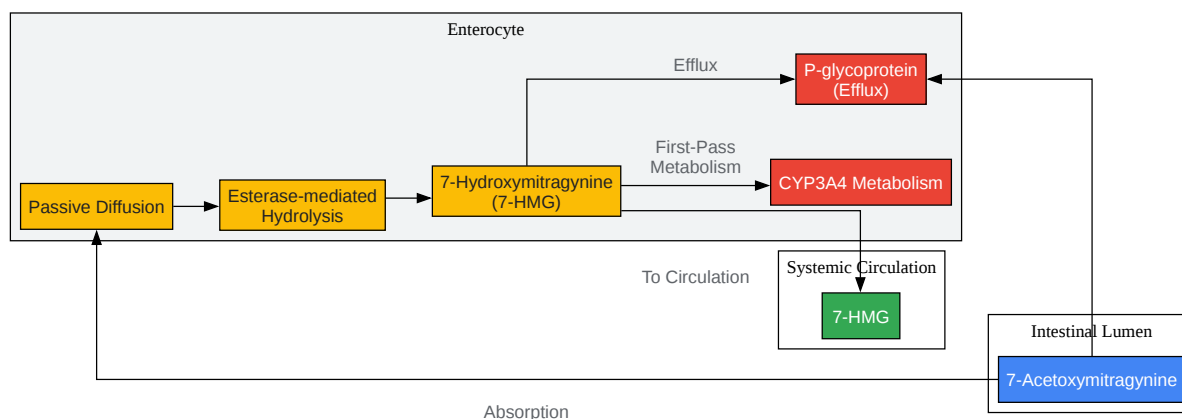 Enterocyte
Efflux
P-glycoprotein
(Efflux)
First-Pass
Metabolism
CYP3A4 Metabolism
7-Hydroxymitragynine
(7-HMG)
Esterase-mediated
Hydrolysis
Passive Diffusion
To Circulation
Systemic Circulation
7-HMG
Intestinal Lumen
7-Acetoxymitragynine
Absorption